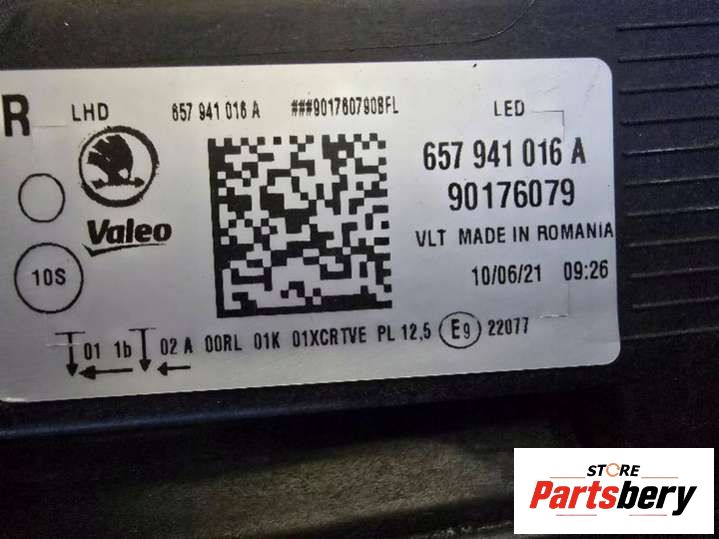 R LHD 657 941 016 A ###901760790BFL LED
657 941 016 A
90176079
Valeo
VLT MADE IN ROMANIA
10S
10/06/21 09:26
01 1b 02 A 00RL 01K 01XCRTVE PL 12,5 E9 22077
STORE
Partsbery